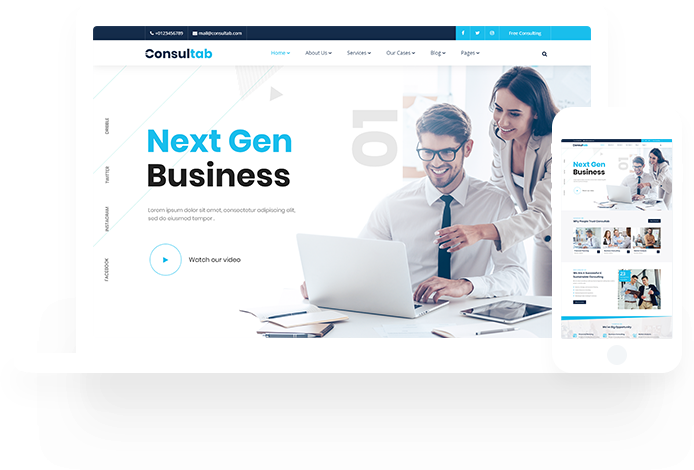 +0123456789 mail@consultab.com Free Consulting
Consultab Home About Us Services Our Cases Blog Pages
DRIBBLE
TWITTER
INSTAGRAM
FACEBOOK
01
Next Gen
Business
Lorem ipsum dolor sit amet, consectetur adipiscing elit,
sed do eiusmod tempor.
Watch our video
Consultab
01
Next Gen
Business
Why People Trust Consultab
We Are A Successful &
Sustainable Consulting
We're Big Opportunity